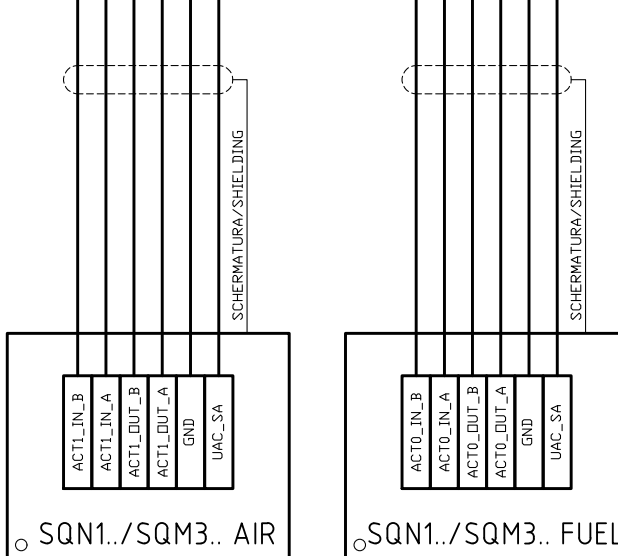 SCHERMATURA/SHIELDING
ACT1_IN_B
ACT1_IN_A
ACT1_OUT_B
ACT1_OUT_A
GND
UAC_SA
SQN1../SQM3.. AIR
SCHERMATURA/SHIELDING
ACT0_IN_B
ACT0_IN_A
ACT0_OUT_B
ACT0_OUT_A
GND
UAC_SA
SQN1../SQM3.. FUEL